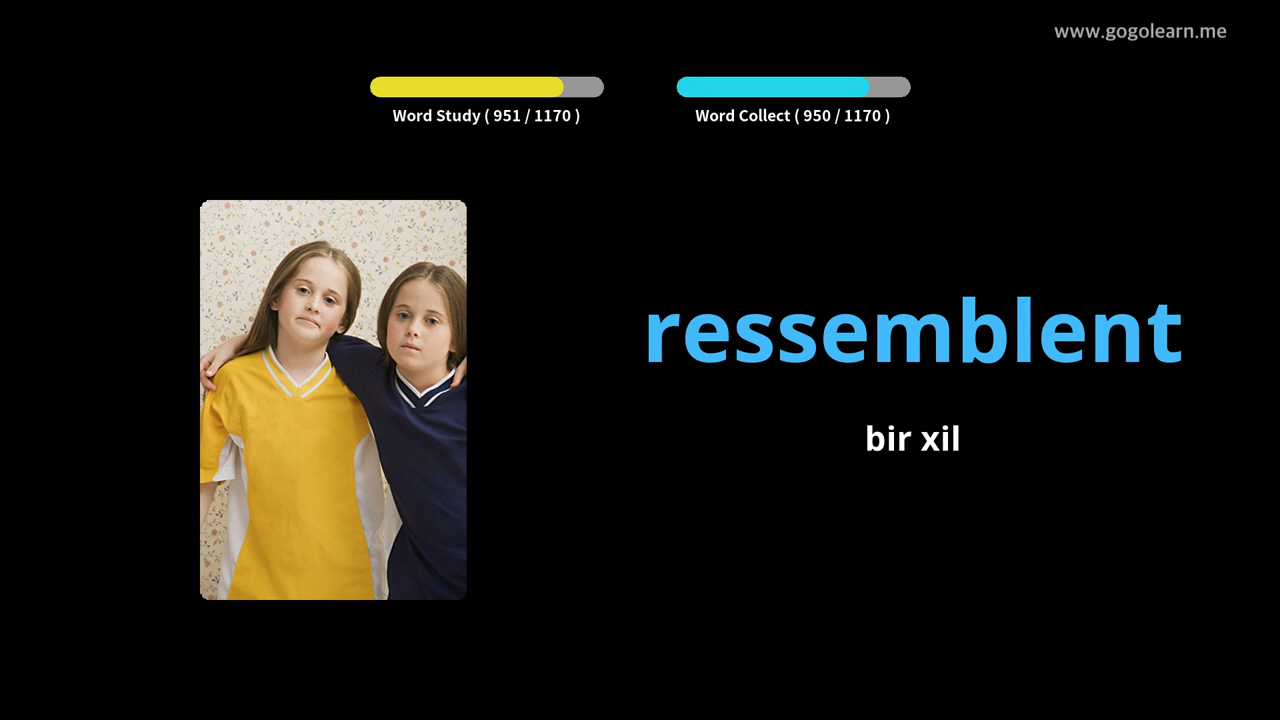 www.gogolearn.me
Word Study ( 951 / 1170 )
Word Collect ( 950 / 1170 )
ressemblent
bir xil